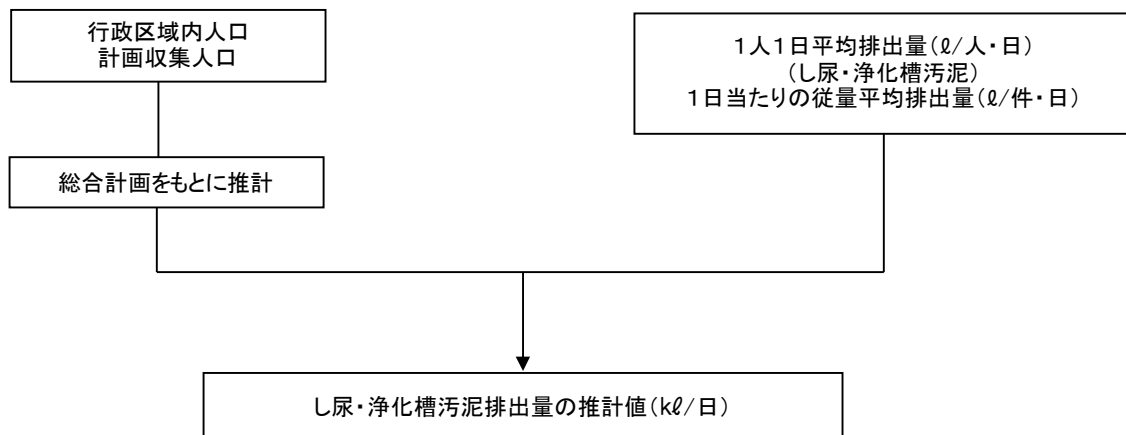 行政区域内人口
計画収集人口
1人1日平均排出量(ℓ/人・日)
(し尿・浄化槽汚泥)
1日当たりの従量平均排出量(ℓ/件・日)
総合計画をもとに推計
し尿・浄化槽汚泥排出量の推計値(kℓ/日)